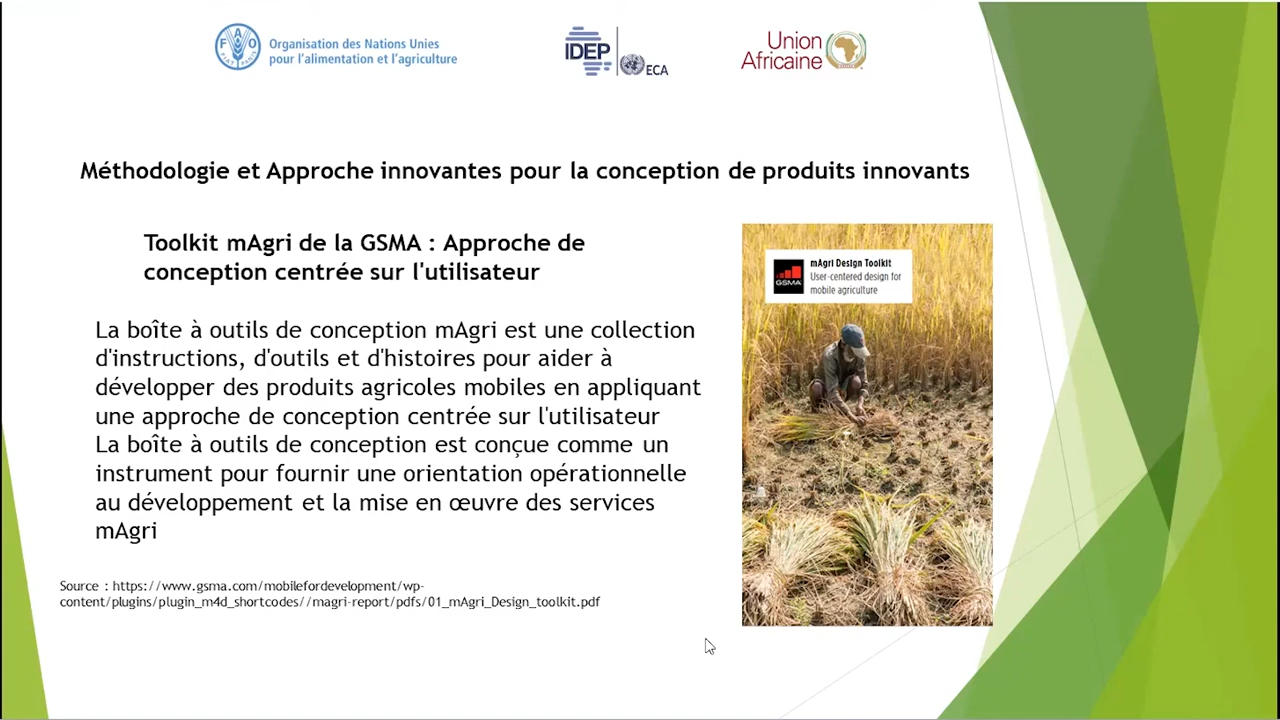 Organisation des Nations Unies
pour l'alimentation et l'agriculture
F A O
FIAT PANIS
IDEP
ECA
Union
Africaine
Méthodologie et Approche innovantes pour la conception de produits innovants
Toolkit mAgri de la GSMA : Approche de
conception centrée sur l'utilisateur
La boîte à outils de conception mAgri est une collection
d'instructions, d'outils et d'histoires pour aider à
développer des produits agricoles mobiles en appliquant
une approche de conception centrée sur l'utilisateur
La boîte à outils de conception est conçue comme un
instrument pour fournir une orientation opérationnelle
au développement et la mise en œuvre des services
mAgri
Source : https://www.gsma.com/mobilefordevelopment/wp-
content/plugins/plugin_m4d_shortcodes//magri-report/pdfs/01_mAgri_Design_toolkit.pdf
GSMA
mAgri Design Toolkit
User-centered design for
mobile agriculture